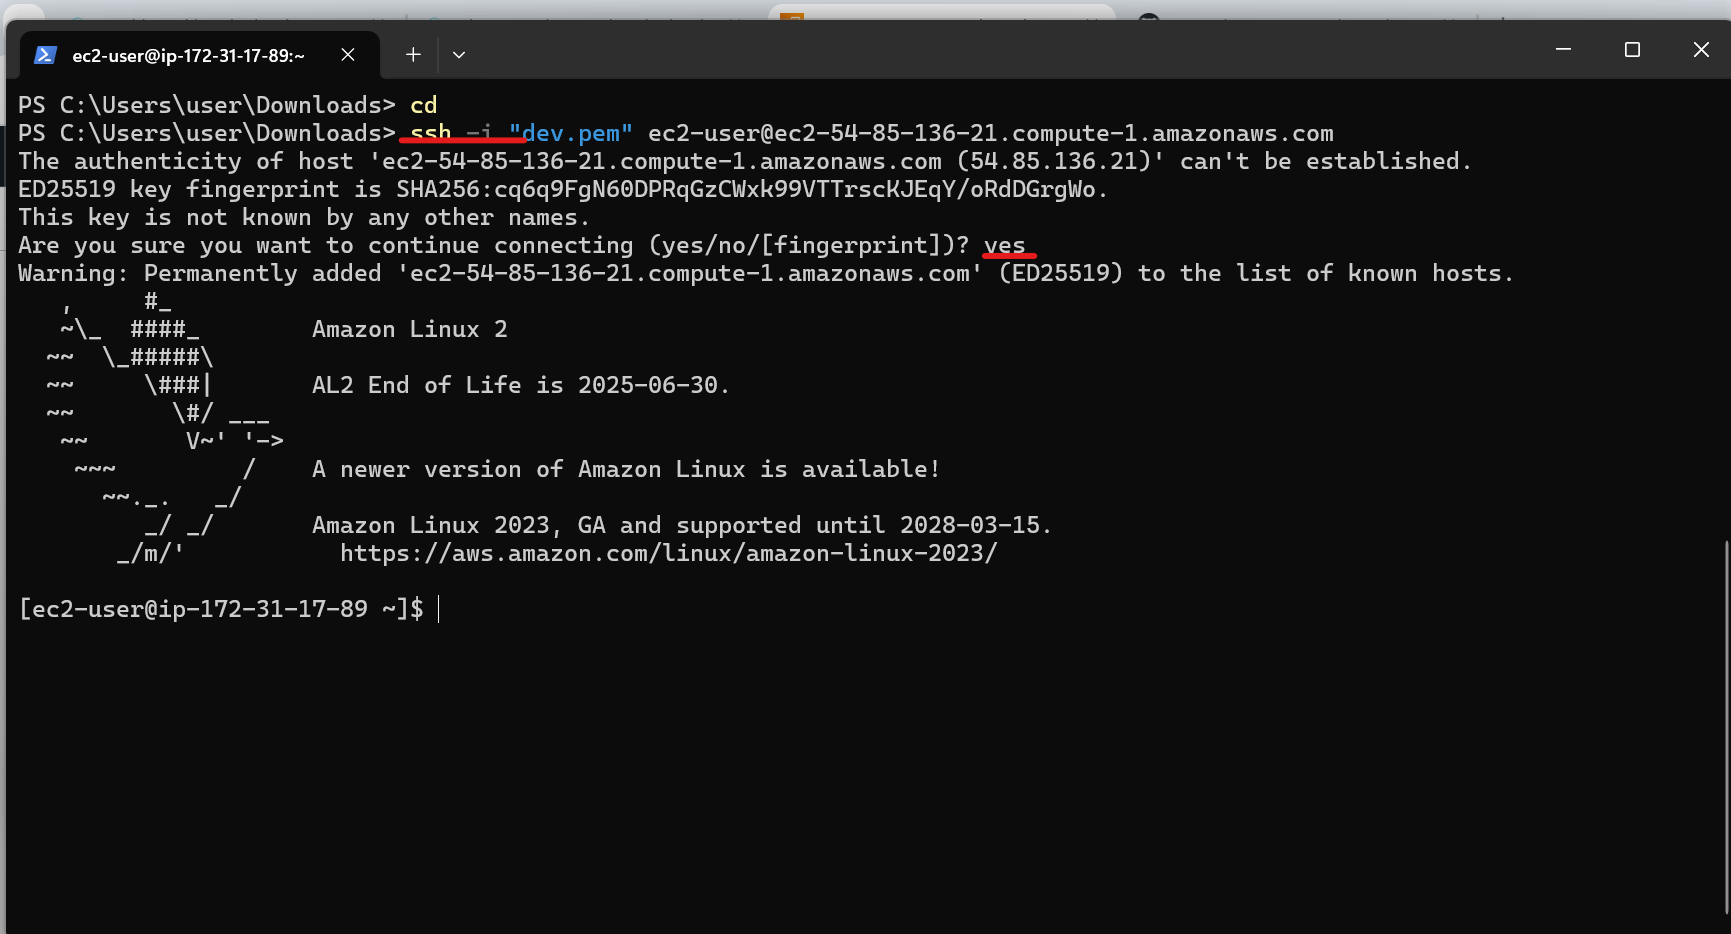 ec2-user@ip-172-31-17-89:~
PS C:\Users\user\Downloads> cd
PS C:\Users\user\Downloads> ssh -i "dev.pem" ec2-user@ec2-54-85-136-21.compute-1.amazonaws.com
The authenticity of host 'ec2-54-85-136-21.compute-1.amazonaws.com (54.85.136.21)' can't be established.
ED25519 key fingerprint is SHA256:cq6q9FgN60DPRqGzCWxk99VTTrscKJEqY/oRdDGrgWo.
This key is not known by any other names.
Are you sure you want to continue connecting (yes/no/[fingerprint])? yes
Warning: Permanently added 'ec2-54-85-136-21.compute-1.amazonaws.com' (ED25519) to the list of known hosts.
   ,     #_
   ~\_  ####_        Amazon Linux 2
  ~~  \_#####\
  ~~     \###|       AL2 End of Life is 2025-06-30.
  ~~       \#/ ___
   ~~       V~' '->
    ~~~         /    A newer version of Amazon Linux is available!
      ~~._.   _/
         _/ _/       Amazon Linux 2023, GA and supported until 2028-03-15.
       _/m/'           https://aws.amazon.com/linux/amazon-linux-2023/
[ec2-user@ip-172-31-17-89 ~]$